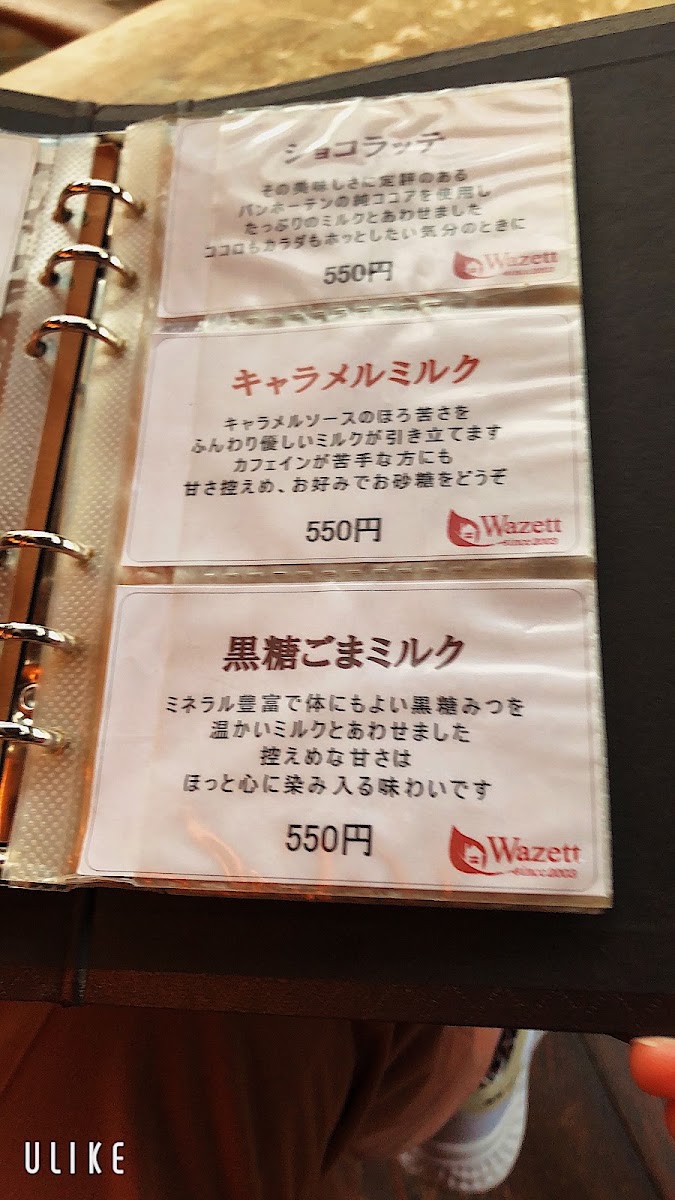 ショコラッテ
その美味しさに定評のある
バンホーテンの純ココアを使用し
たっぷりのミルクとあわせました
ココロもカラダもホッとしたい気分のときに
550円
Wazett
since2003
キャラメルミルク
キャラメルソースのほろ苦さを
ふんわり優しいミルクが引き立てます
カフェインが苦手な方にも
甘さ控えめ、お好みでお砂糖をどうぞ
550円
Wazett
since2003
黒糖ごまミルク
ミネラル豊富で体にもよい黒糖みつを
温かいミルクとあわせました
控えめな甘さは
ほっと心に染み入る味わいです
550円
Wazett
since2003
ULIKE